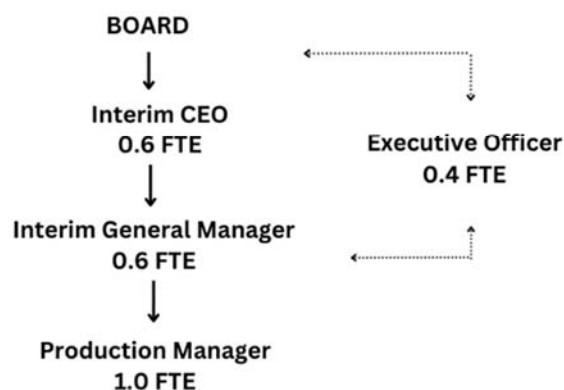 BOARD
Interim CEO
0.6 FTE
Executive Officer
0.4 FTE
Interim General Manager
0.6 FTE
Production Manager
1.0 FTE